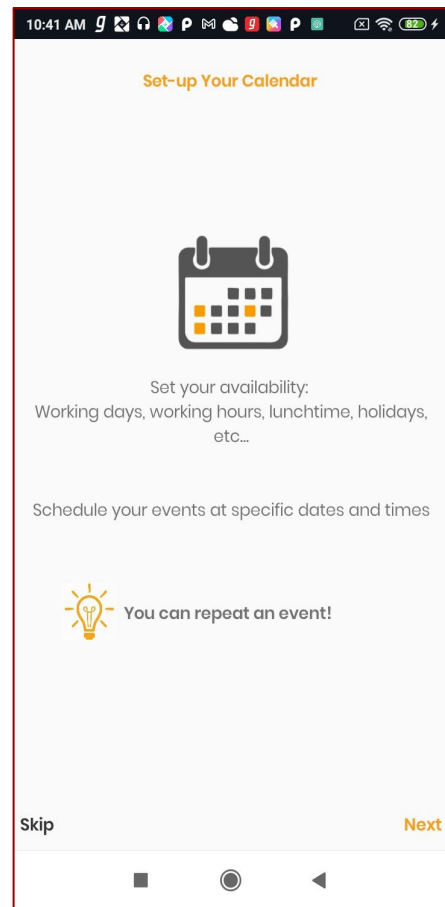 10:41 AM
82
Set-up Your Calendar
Set your availability:
Working days, working hours, lunchtime, holidays,
etc...
Schedule your events at specific dates and times
You can repeat an event!
Skip
Next